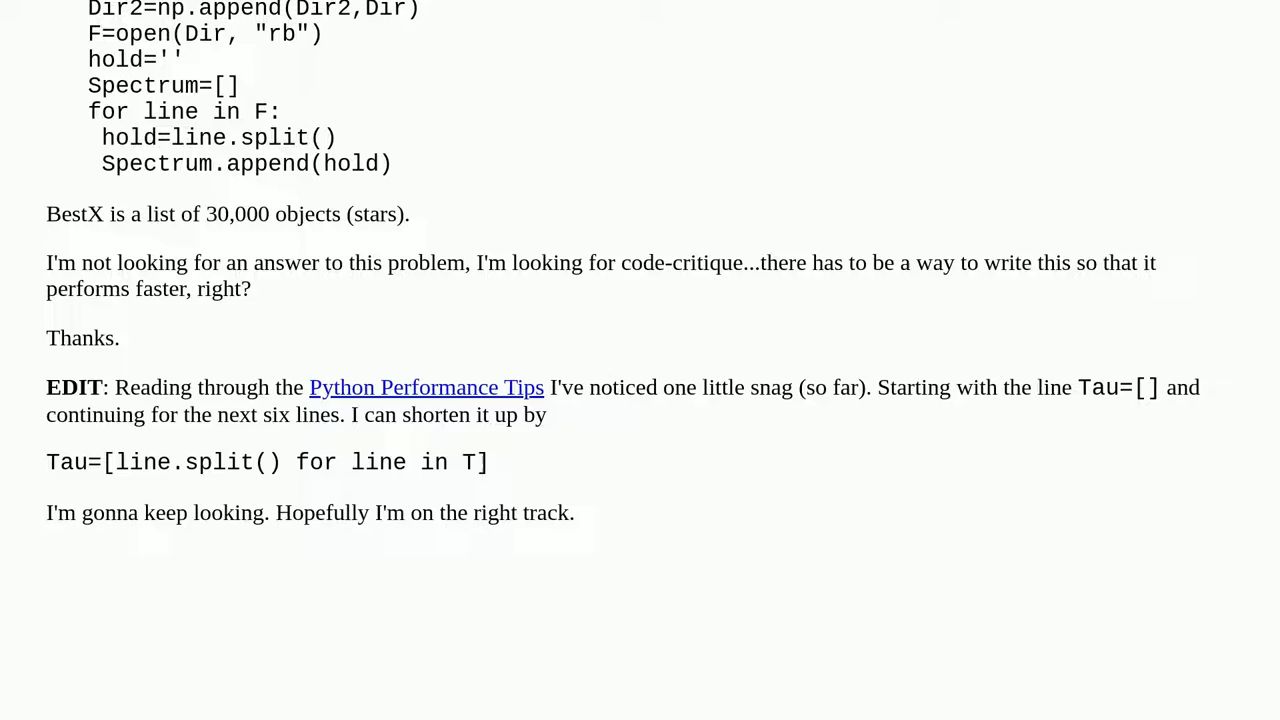 Dir2=np.append(Dir2,Dir)
F=open(Dir, "rb")
hold=''
Spectrum=[]
for line in F:
hold=line.split()
Spectrum.append(hold)
BestX is a list of 30,000 objects (stars).
I'm not looking for an answer to this problem, I'm looking for code-critique...there has to be a way to write this so that it
performs faster, right?
Thanks.
EDIT: Reading through the Python Performance Tips I've noticed one little snag (so far). Starting with the line Tau=[] and
continuing for the next six lines. I can shorten it up by
Tau=[line.split() for line in T]
I'm gonna keep looking. Hopefully I'm on the right track.